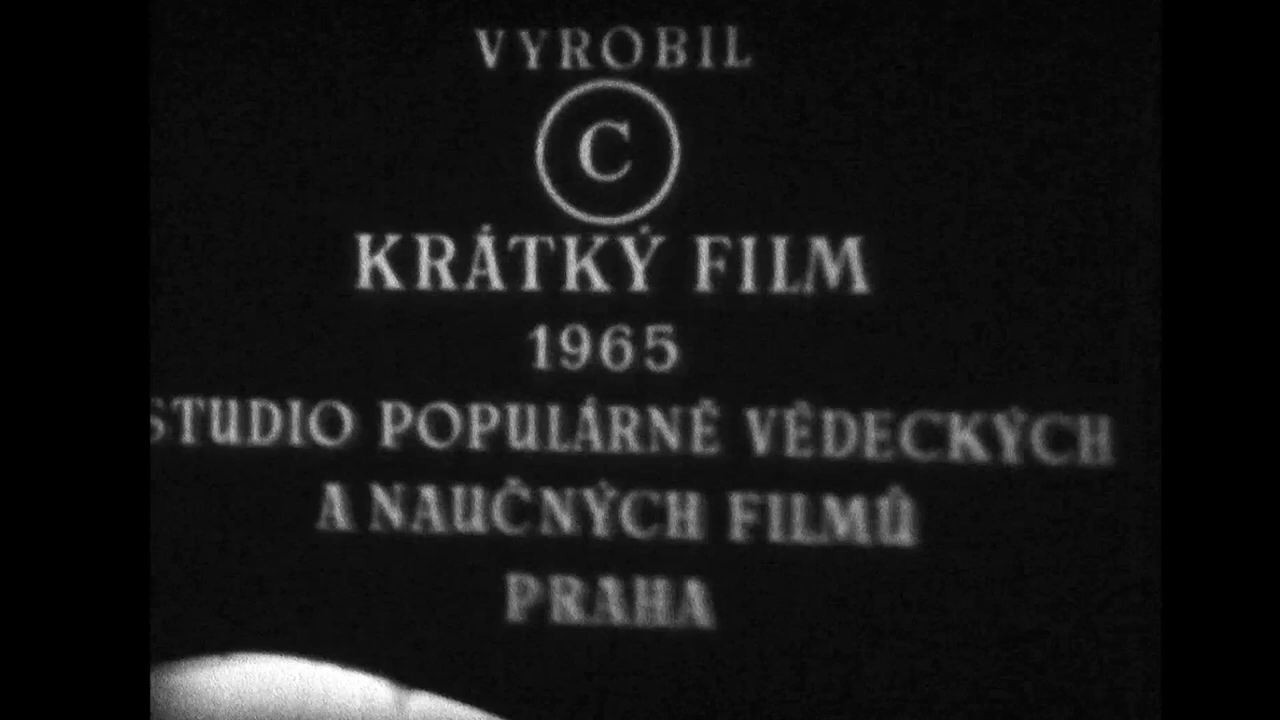 VYROBIL
©
KRÁTKÝ FILM
1965
STUDIO POPULÁRNĚ VĚDECKÝCH
A NAUČNÝCH FILMŮ
PRAHA